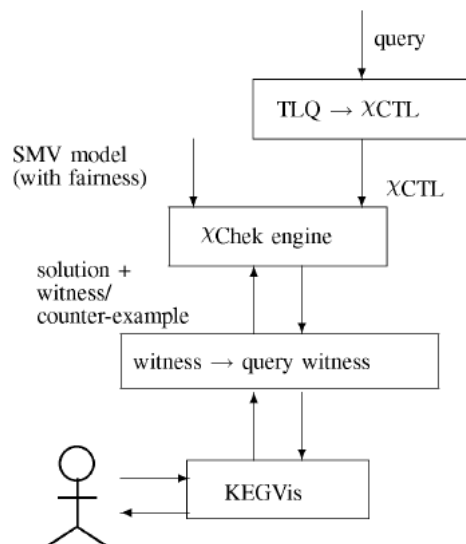 query
TLQ → χCTL
SMV model
(with fairness)
χCTL
χChek engine
solution +
witness/
counter-example
witness → query witness
KEGVis